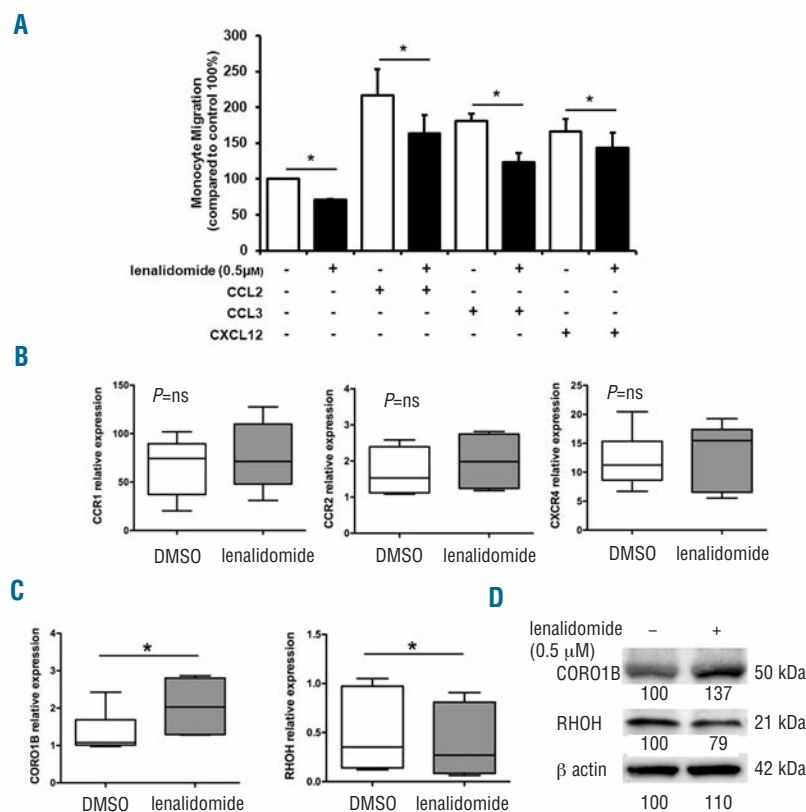 A
Monocyte Migration
(compared to control 100%)
300
250
200
150
100
50
0
*
*
*
*
lenalidomide (0.5µM) - + - + - + - +
CCL2 - - + + - - - -
CCL3 - - - - + + - -
CXCL12 - - - - - - + +
B
CCR1 relative expression
150
100
50
0
P=ns
DMSO lenalidomide
CCR2 relative expression
4
3
2
1
0
P=ns
DMSO lenalidomide
CXCR4 relative expression
25
20
15
10
5
0
P=ns
DMSO lenalidomide
C
CORO1B relative expression
4
3
2
1
0
*
DMSO lenalidomide
RHOH relative expression
1.5
1.0
0.5
0.0
*
DMSO lenalidomide
D
lenalidomide – +
(0.5 µM)
CORO1B 50 kDa
100 137
RHOH 21 kDa
100 79
β actin 42 kDa
100 110